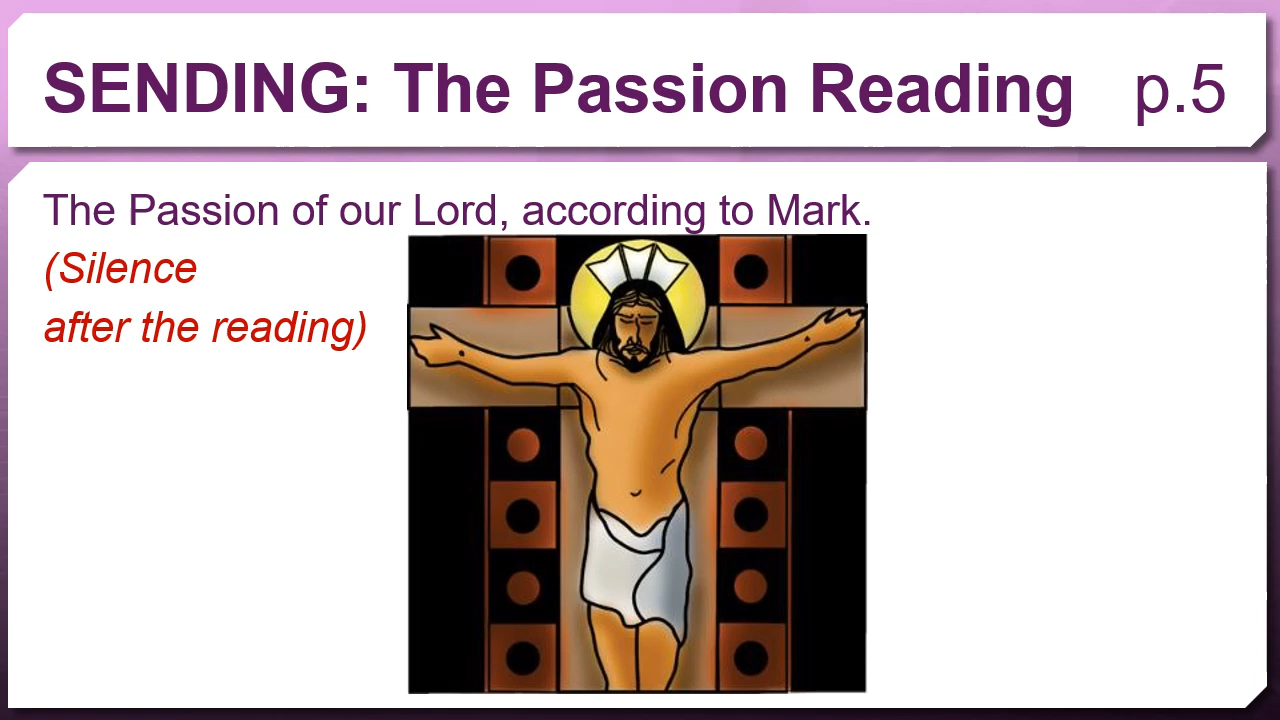 SENDING: The Passion Reading p.5
The Passion of our Lord, according to Mark.
(Silence
after the reading)